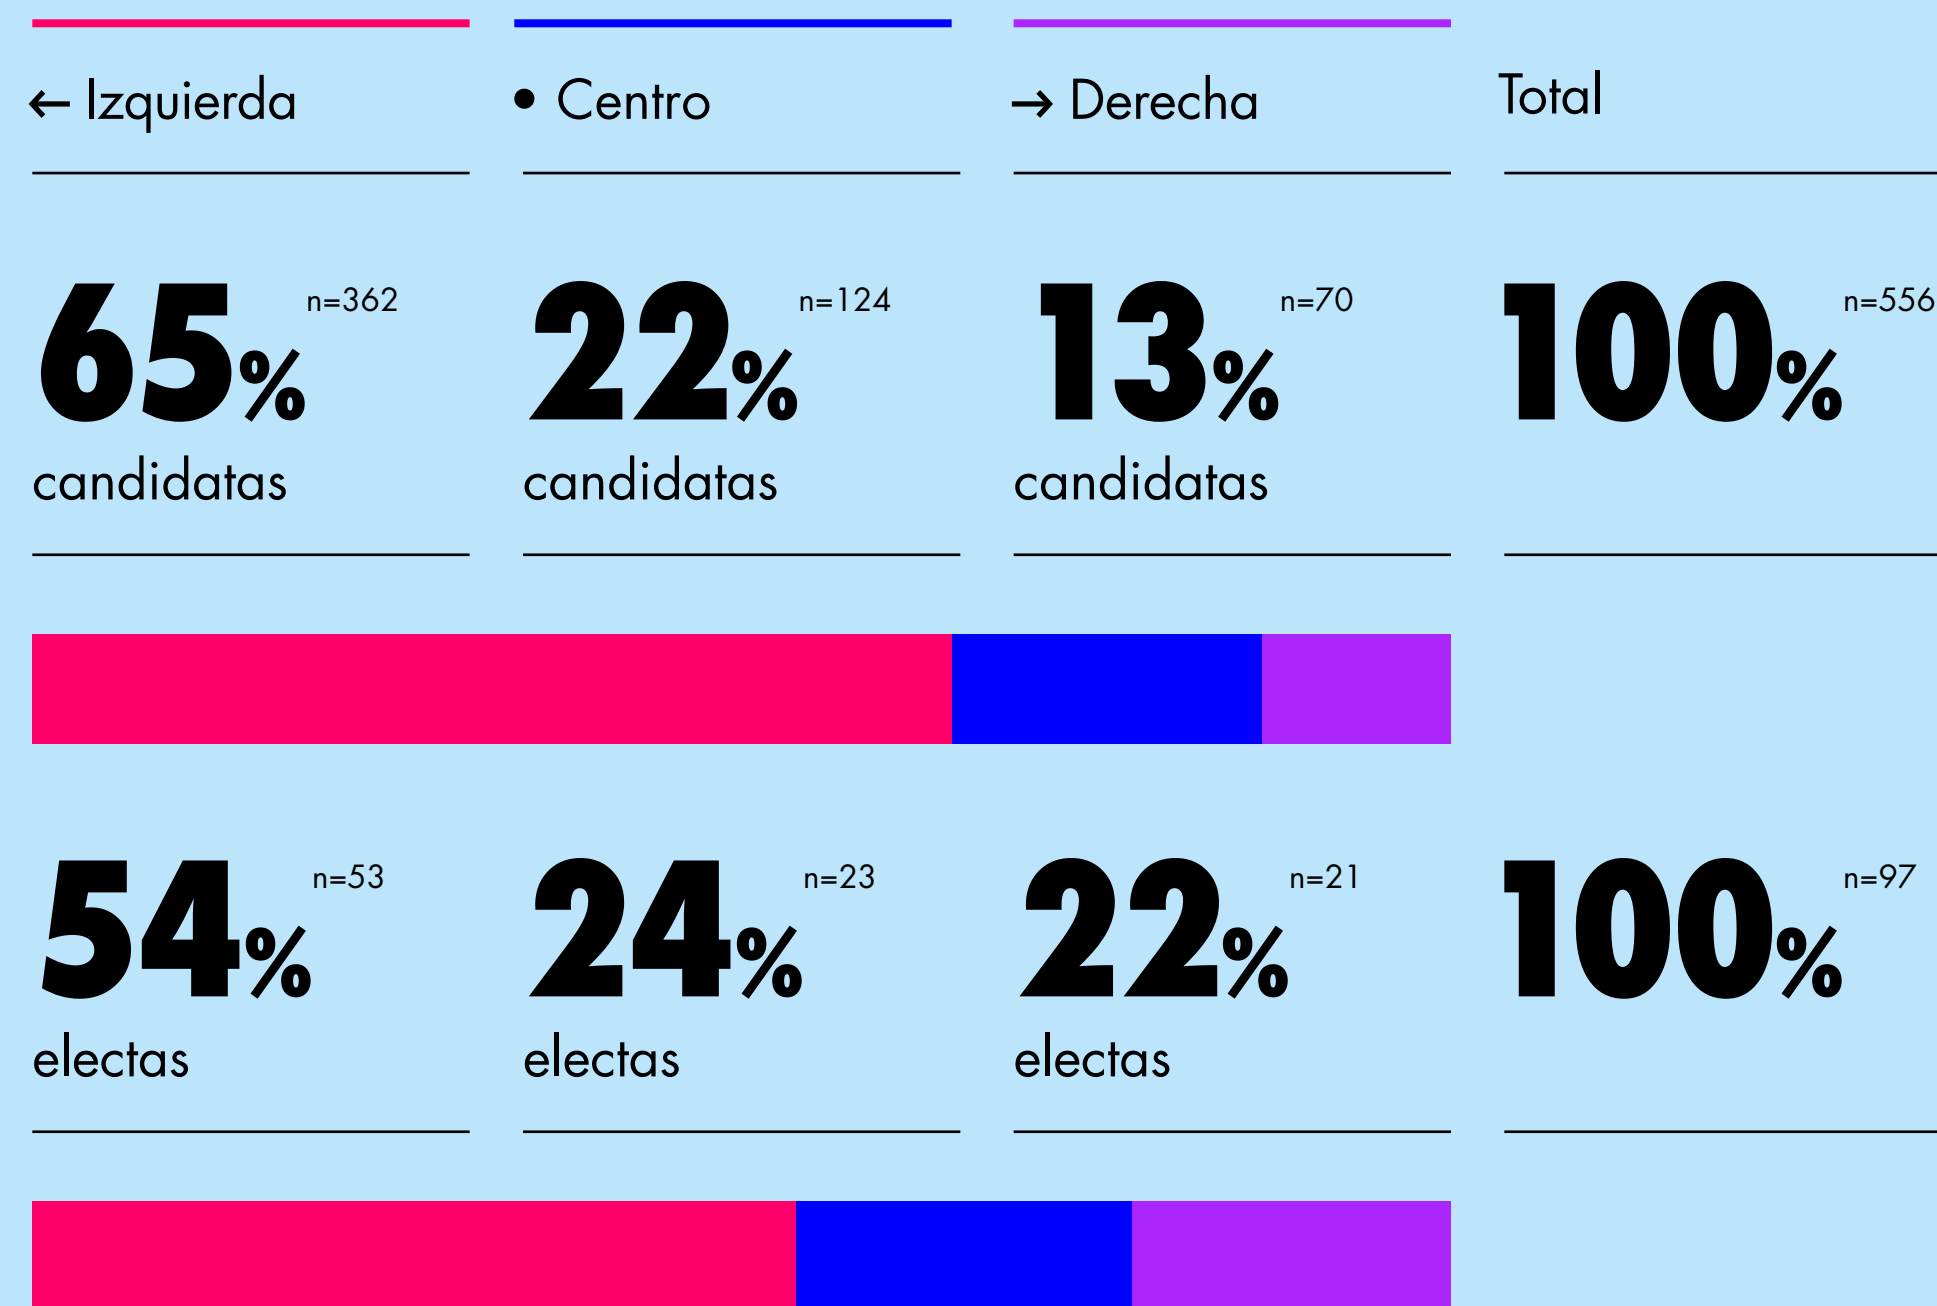 ← Izquierda
• Centro
→ Derecha
Total
65% n=362
22% n=124
13% n=70
100% n=556
candidatas
candidatas
candidatas
54% n=53
24% n=23
22% n=21
100% n=97
electas
electas
electas